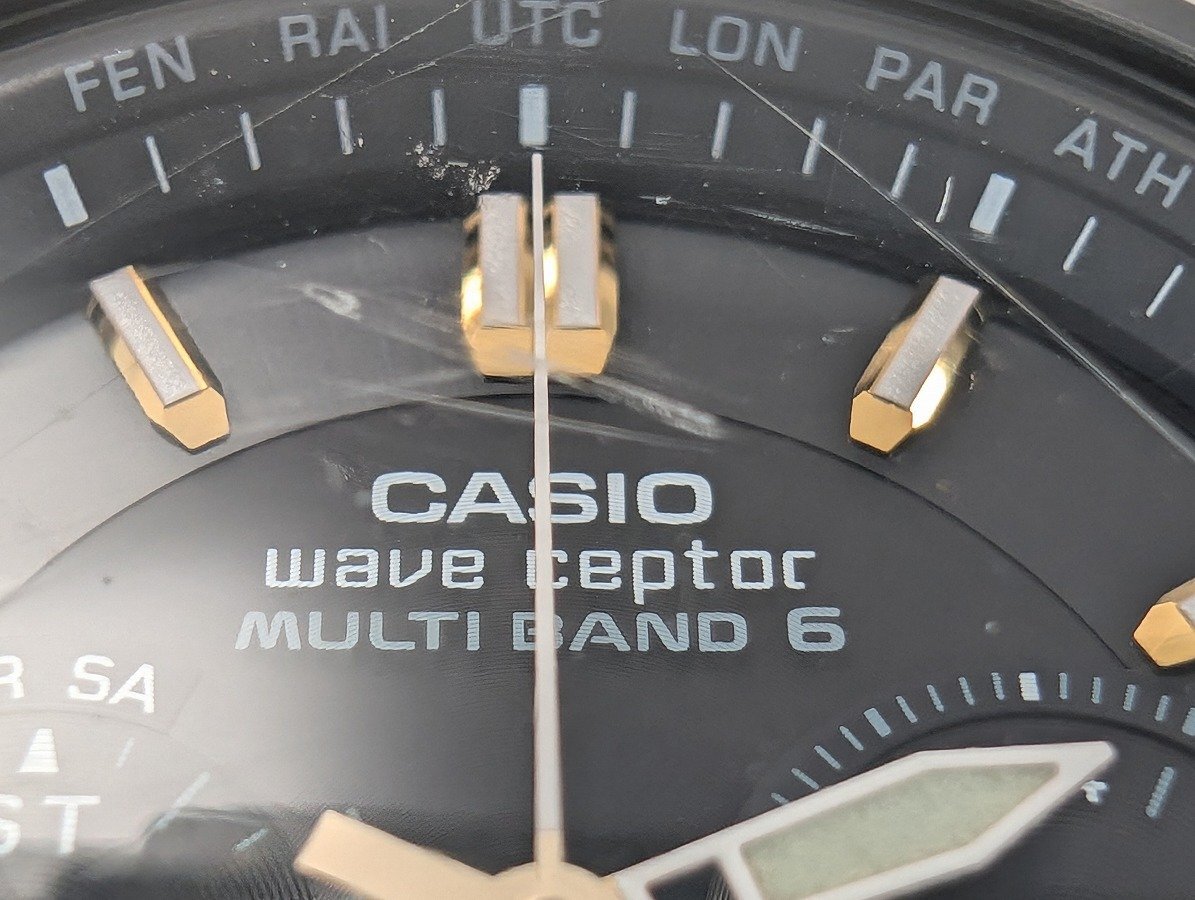 FEN RAI UTC LON PAR ATH
CASIO
wave ceptor
MULTI BAND 6
R SA
ST